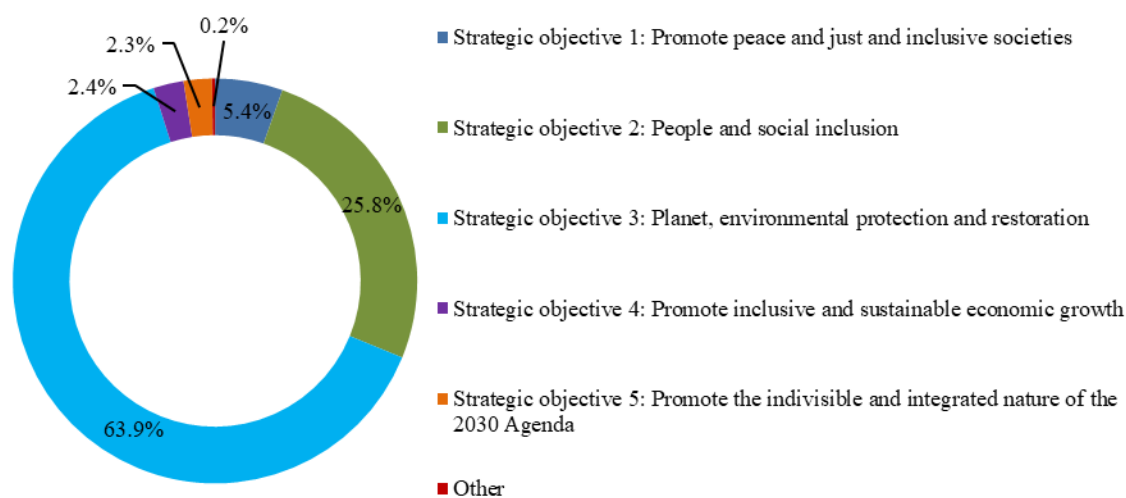 0.2%
2.3%
2.4%
5.4%
25.8%
63.9%
Strategic objective 1: Promote peace and just and inclusive societies
Strategic objective 2: People and social inclusion
Strategic objective 3: Planet, environmental protection and restoration
Strategic objective 4: Promote inclusive and sustainable economic growth
Strategic objective 5: Promote the indivisible and integrated nature of the
2030 Agenda
Other